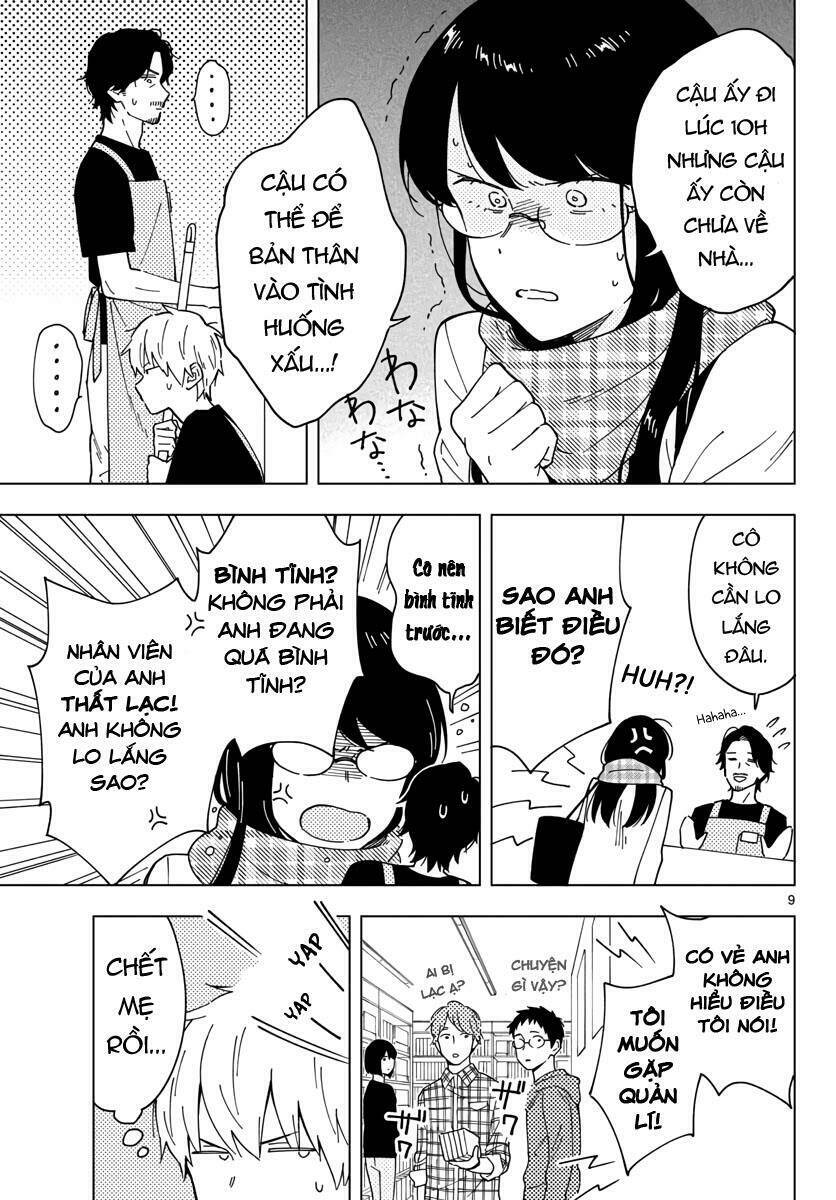 CẬU ẤY ĐI
LÚC 10H
NHƯNG CẬU
ẤY CÒN
CHƯA VỀ
NHÀ...
CẬU CÓ
THỂ ĐỂ
BẢN THÂN
VÀO TÌNH
HUỐNG
XẤU...!
わな
わな...
....
....
CÔ
KHÔNG
CẦN LO
LẮNG
ĐÂU.
Hahaha...
HUH?!
SAO ANH
BIẾT ĐIỀU
ĐÓ?
Cô nên
bình tĩnh
trước...
BÌNH TĨNH?
KHÔNG PHẢI
ANH ĐANG
QUÁ BÌNH
TĨNH?
NHÂN VIÊN
CỦA ANH
THẤT LẠC!
ANH KHÔNG
LO LẮNG
SAO?
9
CÓ VẺ ANH
KHÔNG
HIỂU ĐIỀU
TÔI NÓI!
TÔI
MUỐN
GẶP
QUẢN
LÍ!
CHUYỆN
GÌ VẬY?
AI BỊ
LẠC Ạ?
ザワ
ザワ
YAP
YAP
CHẾT
MẸ
RỒI...